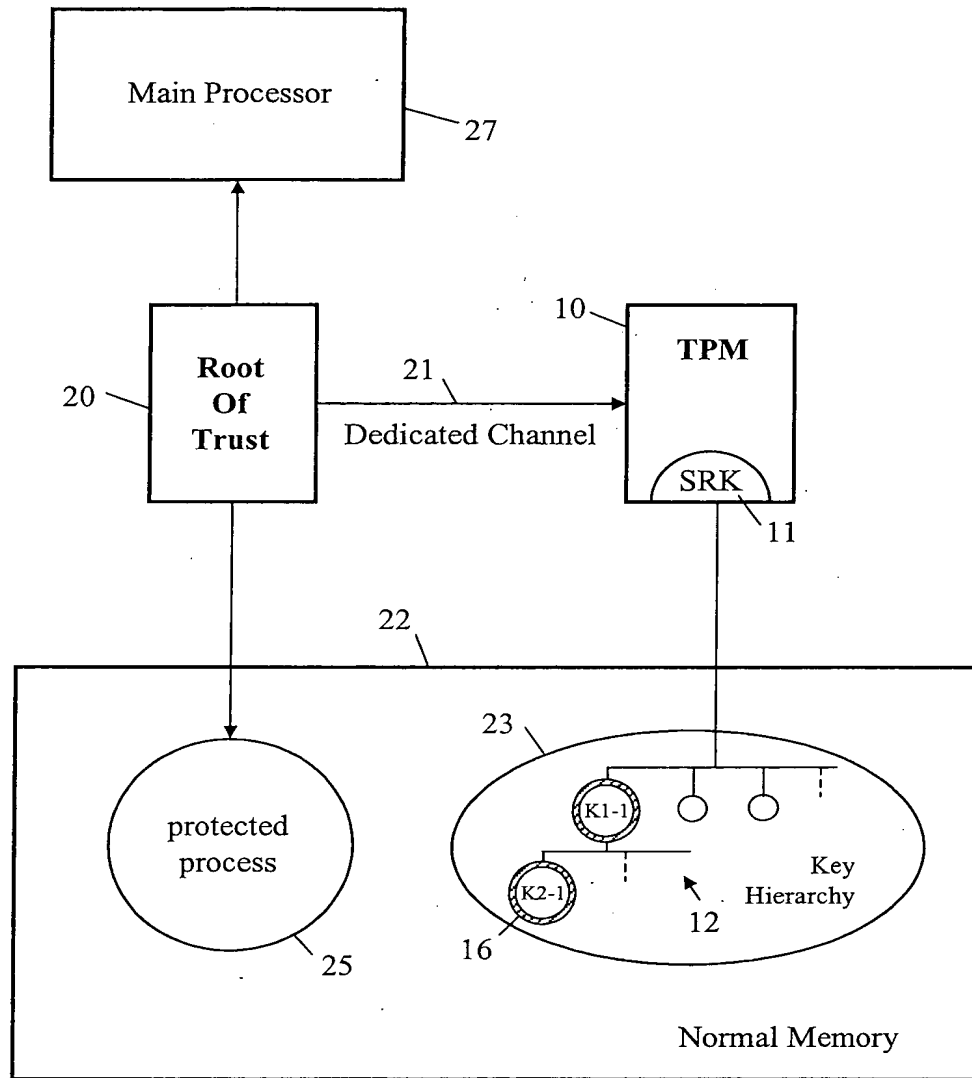 Main Processor
27
10
TPM
Root
Of
Trust
20
21
Dedicated Channel
SRK
11
22
23
K1-1
protected
process
K2-1
Key
Hierarchy
16
12
25
Normal Memory